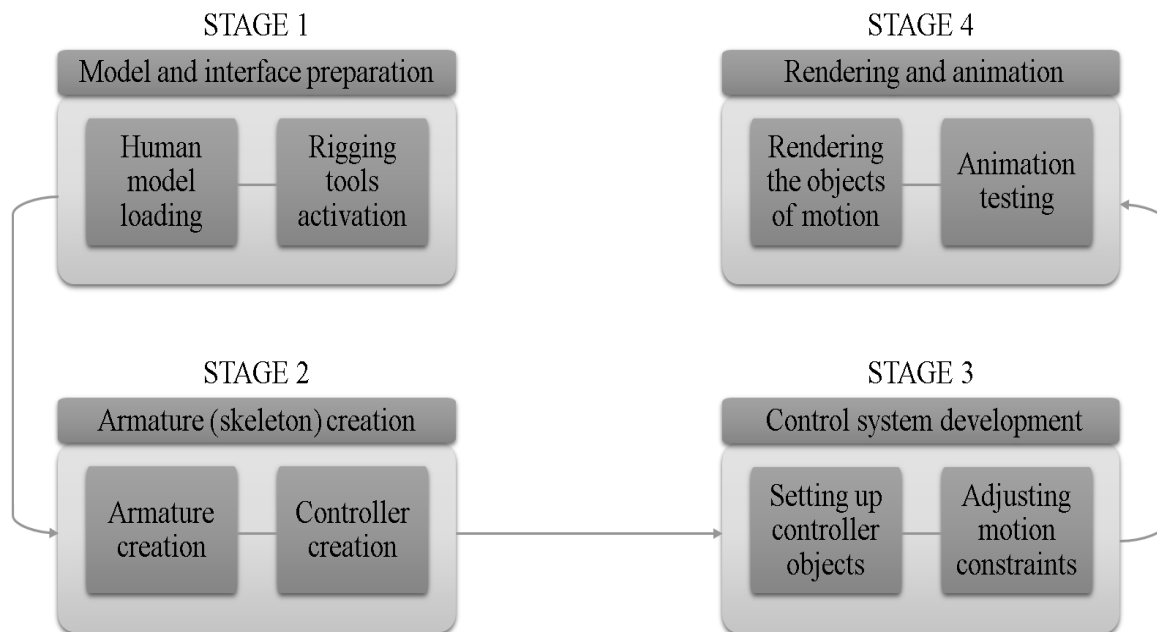 STAGE 1
Model and interface preparation
Human
model
loading
Rigging
tools
activation
STAGE 2
Armature (skeleton) creation
Armature
creation
Controller
creation
STAGE 3
Control system development
Setting up
controller
objects
Adjusting
motion
constraints
STAGE 4
Rendering and animation
Rendering
the objects
of motion
Animation
testing